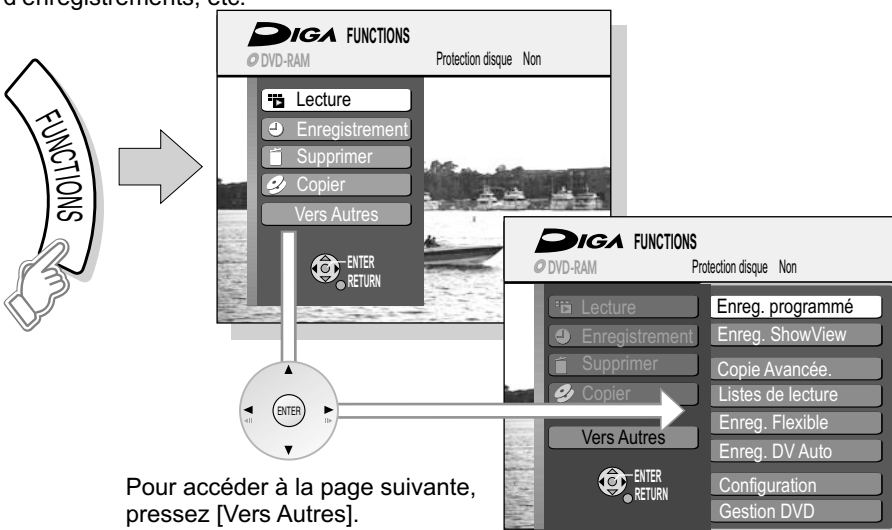 d'enregistrements, etc.
FUNCTIONS
DIGA FUNCTIONS
DVD-RAM Protection disque Non
Lecture
Enregistrement
Supprimer
Copier
Vers Autres
ENTER
RETURN
DIGA FUNCTIONS
DVD-RAM Protection disque Non
Lecture
Enregistrement
Supprimer
Copier
Vers Autres
ENTER
RETURN
Enreg. programmé
Enreg. ShowView
Copie Avancée.
Listes de lecture
Enreg. Flexible
Enreg. DV Auto
Configuration
Gestion DVD
ENTER
Pour accéder à la page suivante,
pressez [Vers Autres].